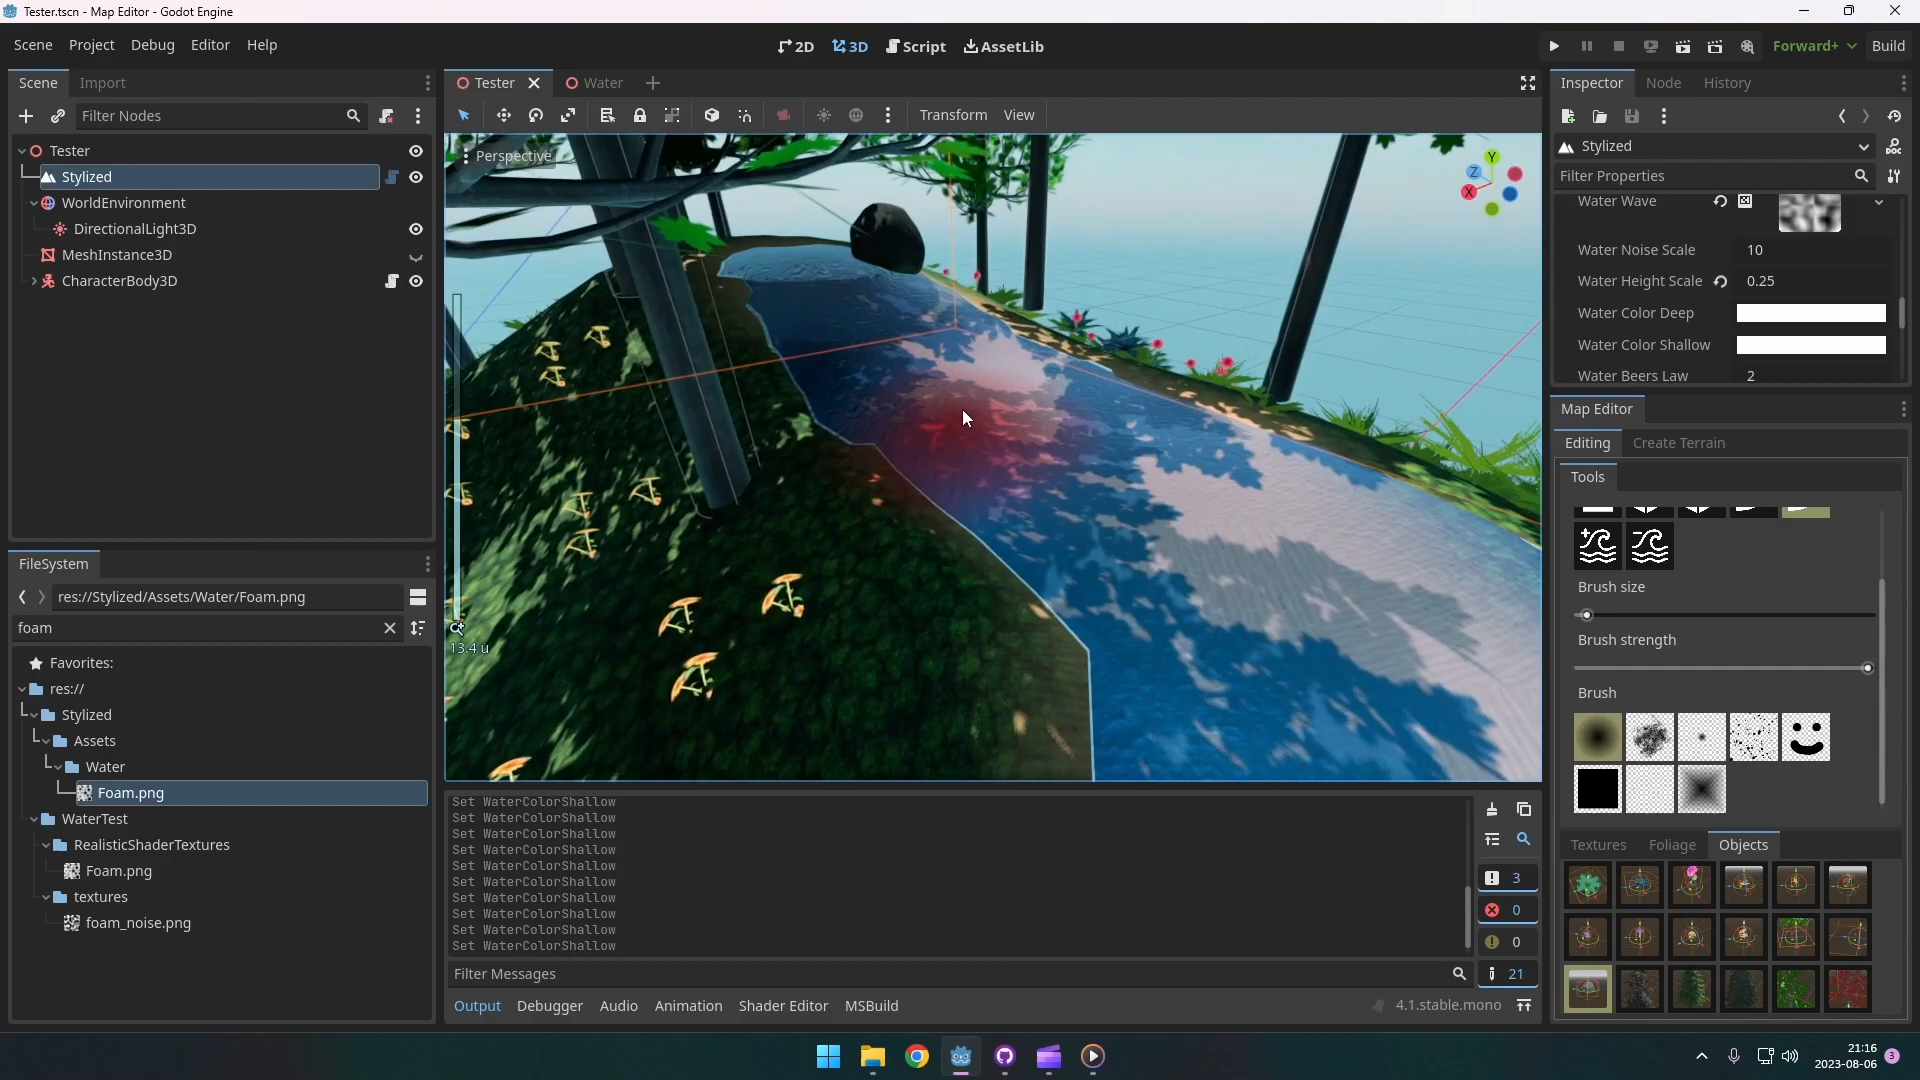 Tester.tscn - Map Editor - Godot Engine
Scene Project Debug Editor Help
2D 3D Script AssetLib
Forward+ Build
Scene Import
Filter Nodes
Tester
Stylized
WorldEnvironment
DirectionalLight3D
MeshInstance3D
CharacterBody3D
FileSystem
res://Stylized/Assets/Water/Foam.png
foam
Favorites:
res://
Stylized
Assets
Water
Foam.png
WaterTest
RealisticShaderTextures
Foam.png
textures
foam_noise.png
Tester Water
Transform View
Perspective
Y
Z
X
13.4 u
Set WaterColorShallow
Set WaterColorShallow
Set WaterColorShallow
Set WaterColorShallow
Set WaterColorShallow
Set WaterColorShallow
Set WaterColorShallow
Set WaterColorShallow
Set WaterColorShallow
Set WaterColorShallow
3
0
0
21
Filter Messages
Output Debugger Audio Animation Shader Editor MSBuild
4.1.stable.mono
Inspector Node History
Stylized
Filter Properties
Water Wave
Water Noise Scale 10
Water Height Scale 0.25
Water Color Deep
Water Color Shallow
Water Beers Law 2
Map Editor
Editing Create Terrain
Tools
Brush size
Brush strength
Brush
Textures Foliage Objects
21:16
2023-08-06
3